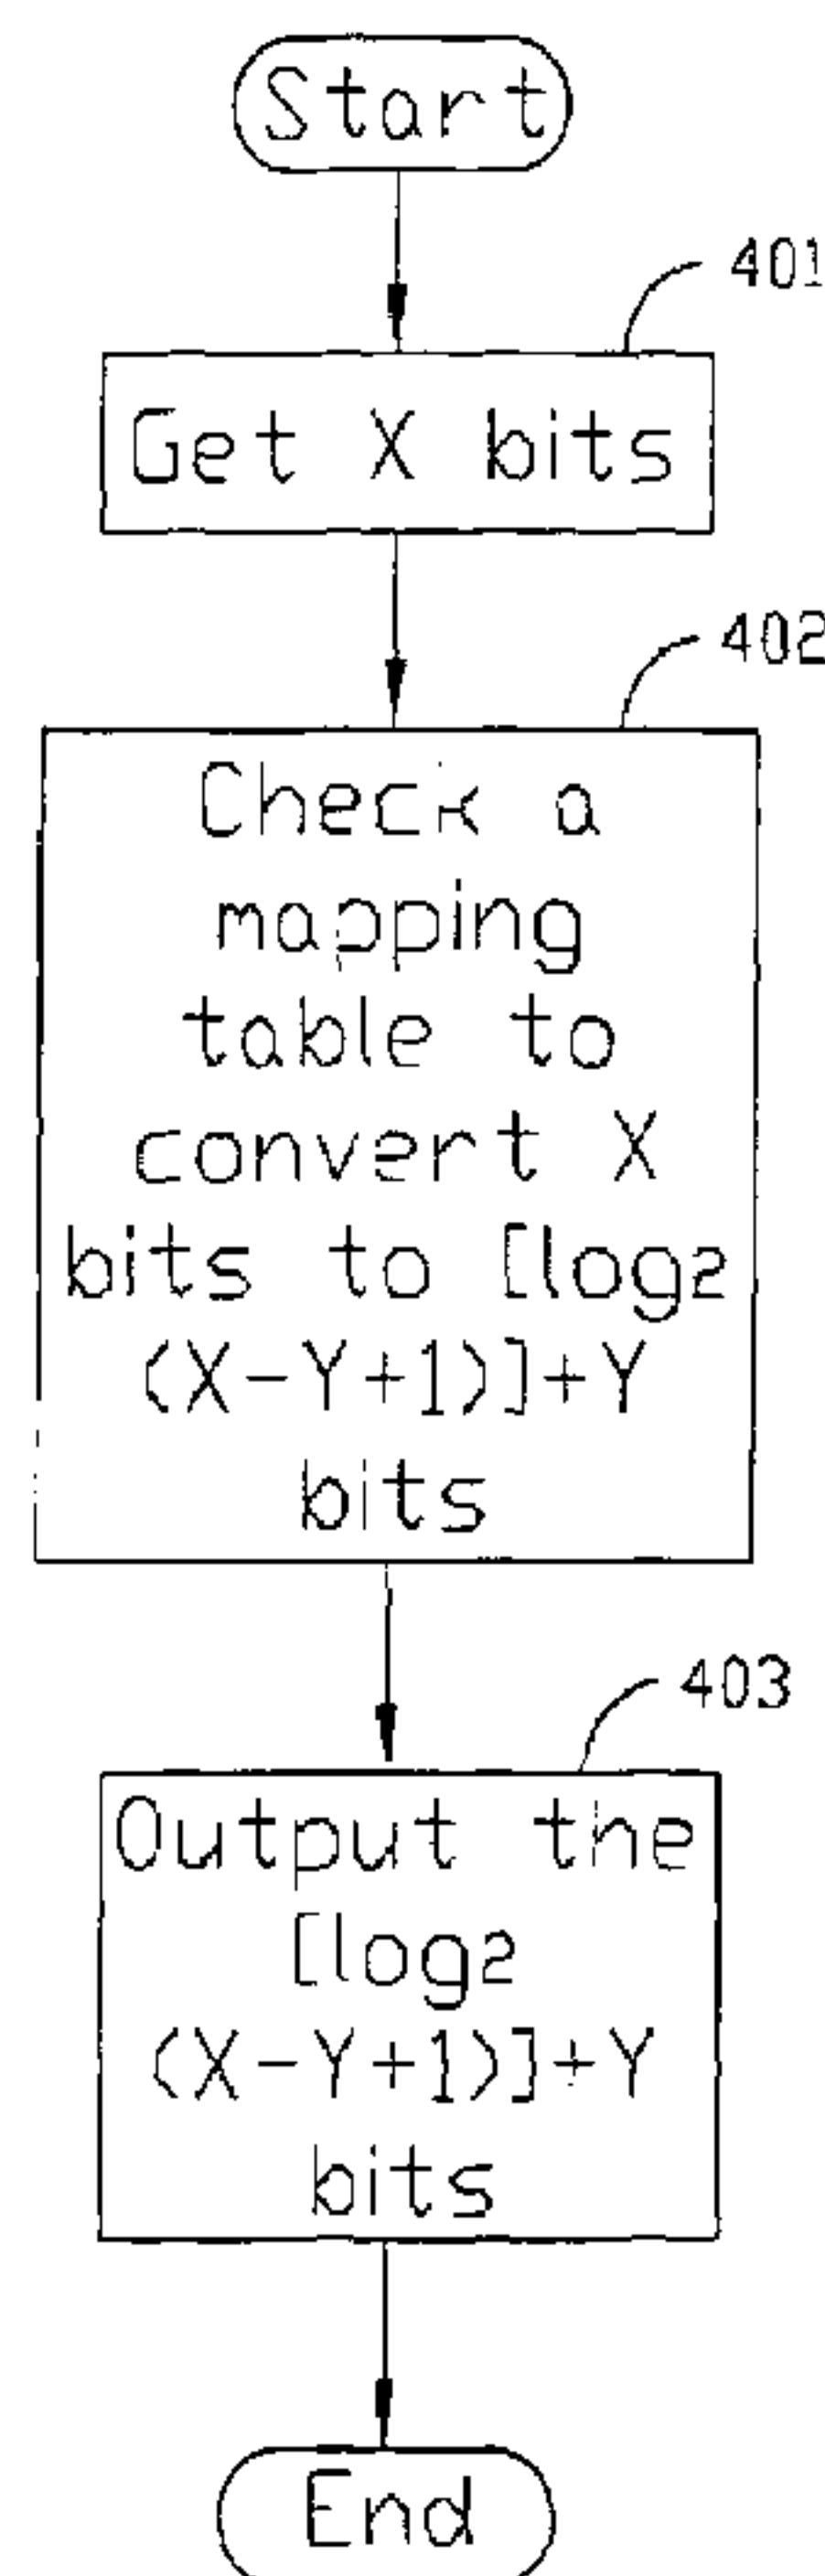 Start
401
Get X bits
402
Check a
mapping
table to
convert X
bits to [log2
(X-Y+1)]+Y
bits
403
Output the
[log2
(X-Y+1)]+Y
bits
End